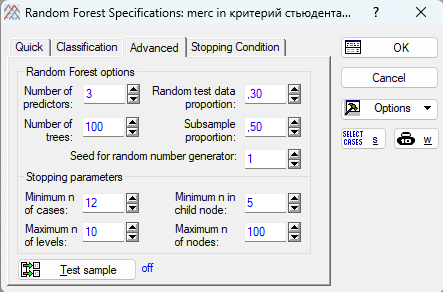 Random Forest Specifications: merc in критерий стьюдента... ? ×
Quick Classification Advanced Stopping Condition
Random Forest options
Number of predictors: 3 Random test data proportion: ,30
Number of trees: 100 Subsample proportion: ,50
Seed for random number generator: 1
Stopping parameters
Minimum n of cases: 12 Minimum n in child node: 5
Maximum n of levels: 10 Maximum n of nodes: 100
Test sample off
OK
Cancel
Options
SELECT CASES S W